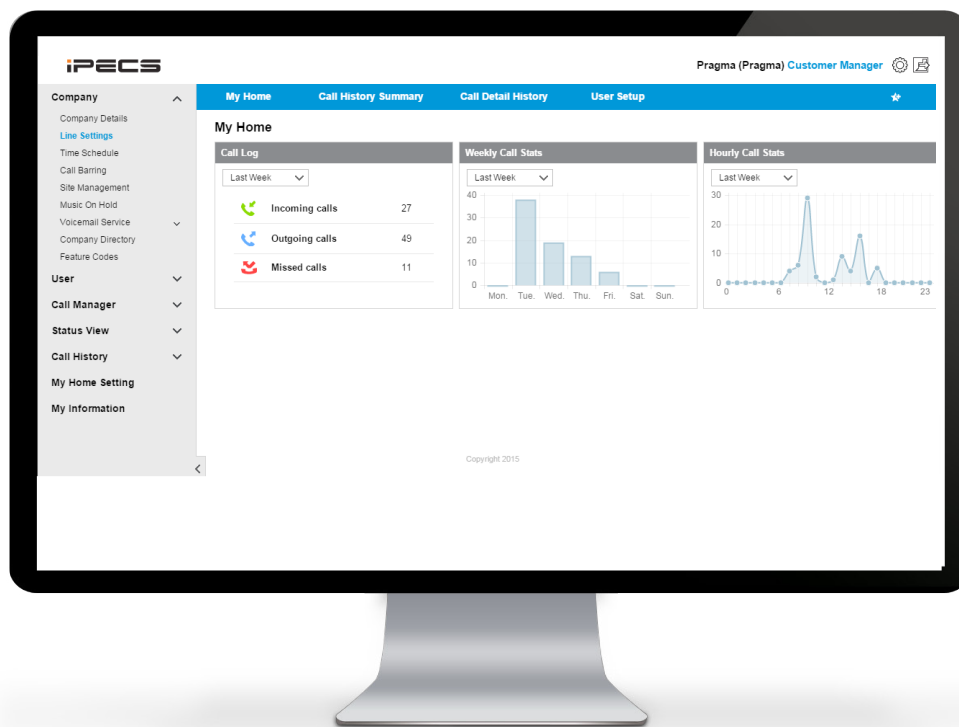 iPECS
Pragma (Pragma) Customer Manager
Company
Company Details
Line Settings
Time Schedule
Call Barring
Site Management
Music On Hold
Voicemail Service
Company Directory
Feature Codes
User
Call Manager
Status View
Call History
My Home Setting
My Information
My Home Call History Summary Call Detail History User Setup
My Home
Call Log
Last Week
Incoming calls 27
Outgoing calls 49
Missed calls 11
Weekly Call Stats
Last Week
40
30
20
10
0
Mon. Tue. Wed. Thu. Fri. Sat. Sun.
Hourly Call Stats
Last Week
30
20
10
0
0 6 12 18 23
Copyright 2015